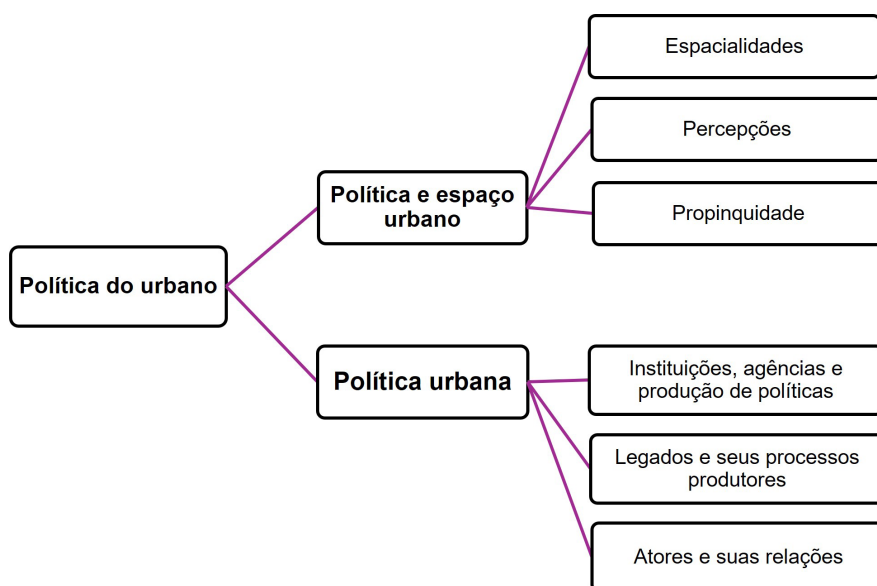 Espacialidades
Percepções
Política e espaço
urbano
Propinquidade
Política do urbano
Política urbana
Instituições, agências e
produção de políticas
Legados e seus processos
produtores
Atores e suas relações